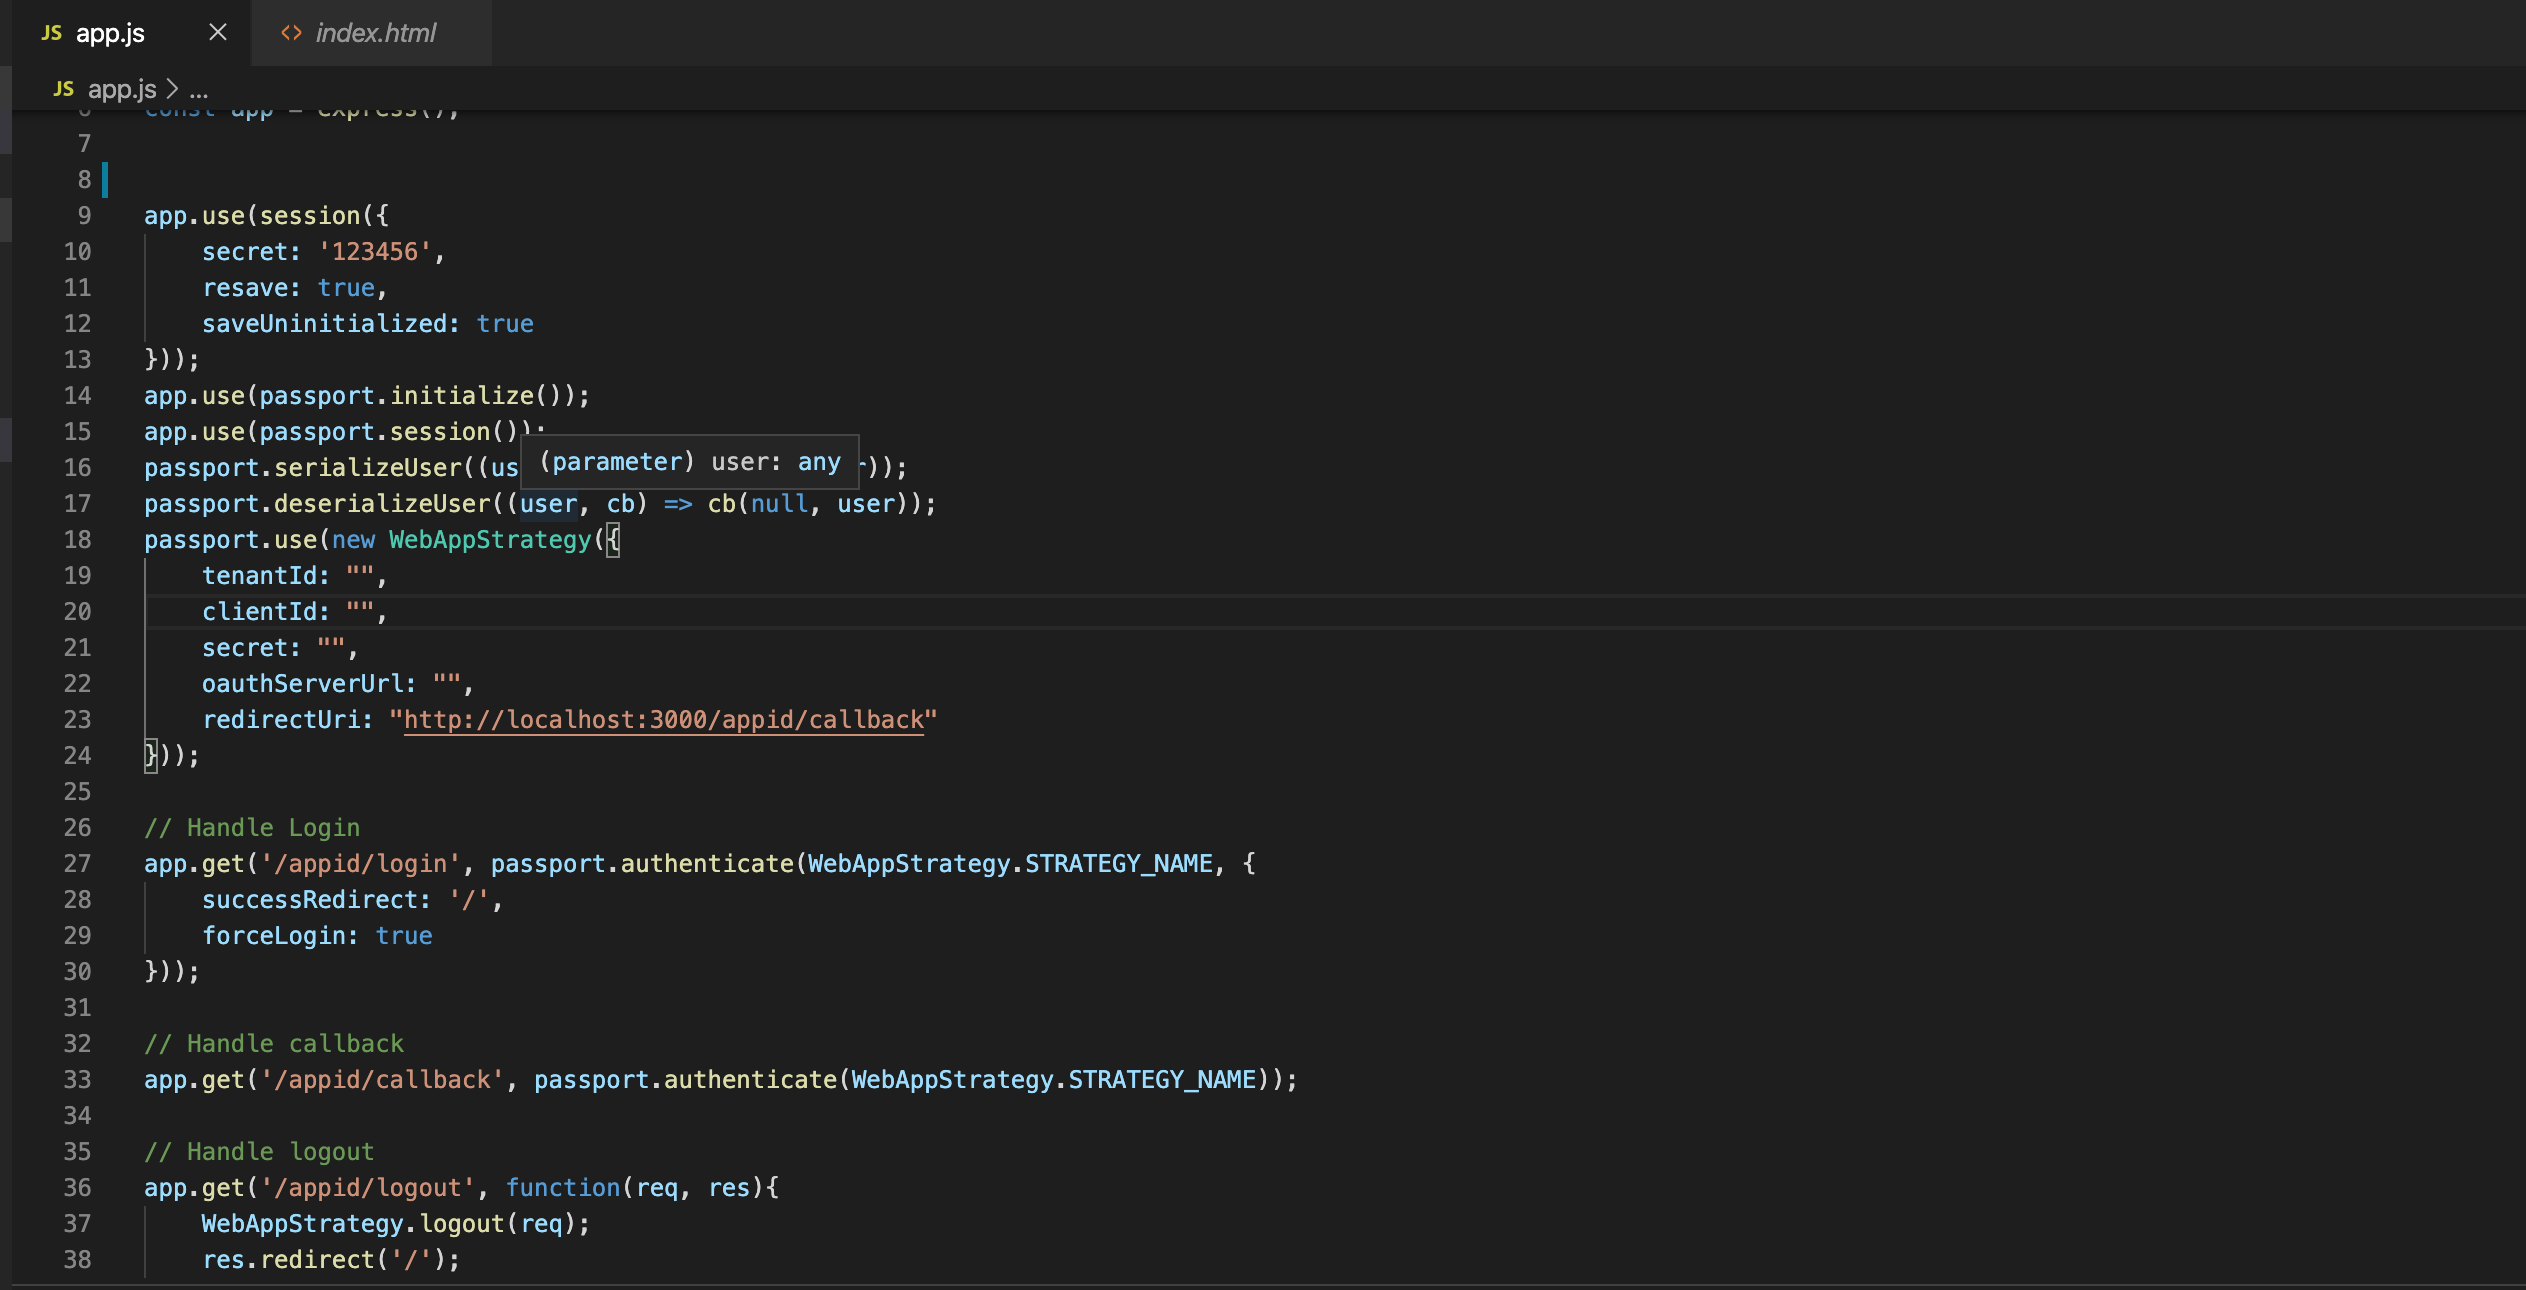 JS app.js × <> index.html
JS app.js > ...
6 const app = express();
7
8
9 app.use(session({
10 secret: '123456',
11 resave: true,
12 saveUninitialized: true
13 }));
14 app.use(passport.initialize());
15 app.use(passport.session());
(parameter) user: any
16 passport.serializeUser((us r));
17 passport.deserializeUser((user, cb) => cb(null, user));
18 passport.use(new WebAppStrategy({
19 tenantId: "",
20 clientId: "",
21 secret: "",
22 oauthServerUrl: "",
23 redirectUri: "http://localhost:3000/appid/callback"
24 }));
25
26 // Handle Login
27 app.get('/appid/login', passport.authenticate(WebAppStrategy.STRATEGY_NAME, {
28 successRedirect: '/',
29 forceLogin: true
30 }));
31
32 // Handle callback
33 app.get('/appid/callback', passport.authenticate(WebAppStrategy.STRATEGY_NAME));
34
35 // Handle logout
36 app.get('/appid/logout', function(req, res){
37 WebAppStrategy.logout(req);
38 res.redirect('/');